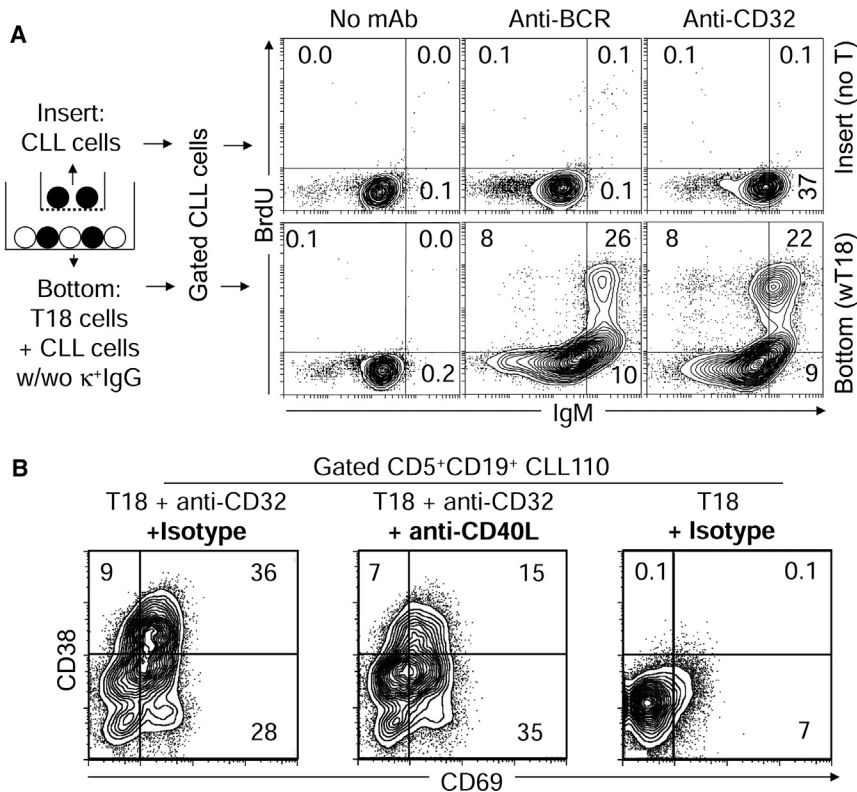 A
No mAb Anti-BCR Anti-CD32
Insert:
CLL cells
Bottom:
T18 cells
+ CLL cells
w/wo κ⁺IgG
Gated CLL cells
BrdU
0.0 0.0 0.1 0.1 0.1 0.1
0.1 0.1 37
Insert (no T)
0.1 0.0 8 26 8 22
0.2 10 9
Bottom (wT18)
IgM
B
Gated CD5⁺CD19⁺ CLL110
T18 + anti-CD32 T18 + anti-CD32 T18
+Isotype + anti-CD40L + Isotype
9 36 7 15 0.1 0.1
CD38
28 35 7
CD69